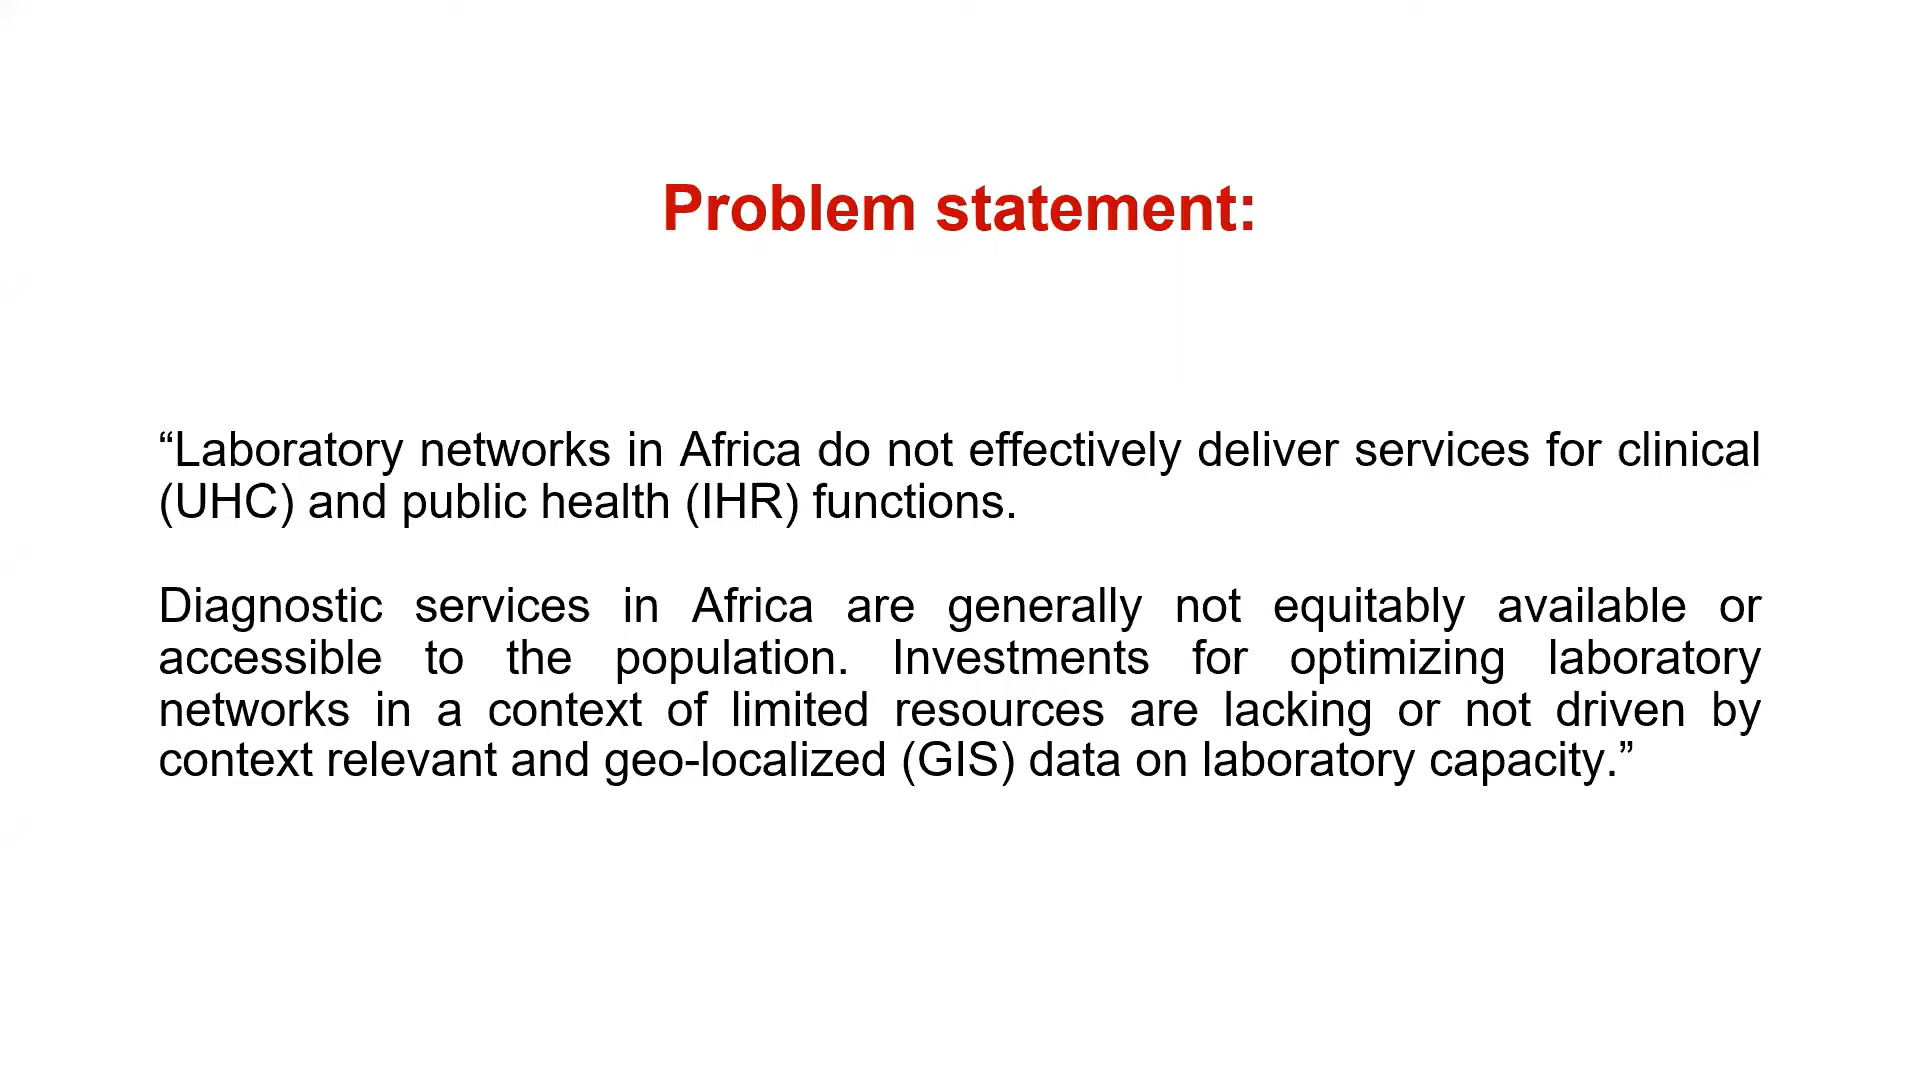 Problem statement:
“Laboratory networks in Africa do not effectively deliver services for clinical
(UHC) and public health (IHR) functions.
Diagnostic services in Africa are generally not equitably available or
accessible to the population. Investments for optimizing laboratory
networks in a context of limited resources are lacking or not driven by
context relevant and geo-localized (GIS) data on laboratory capacity.”